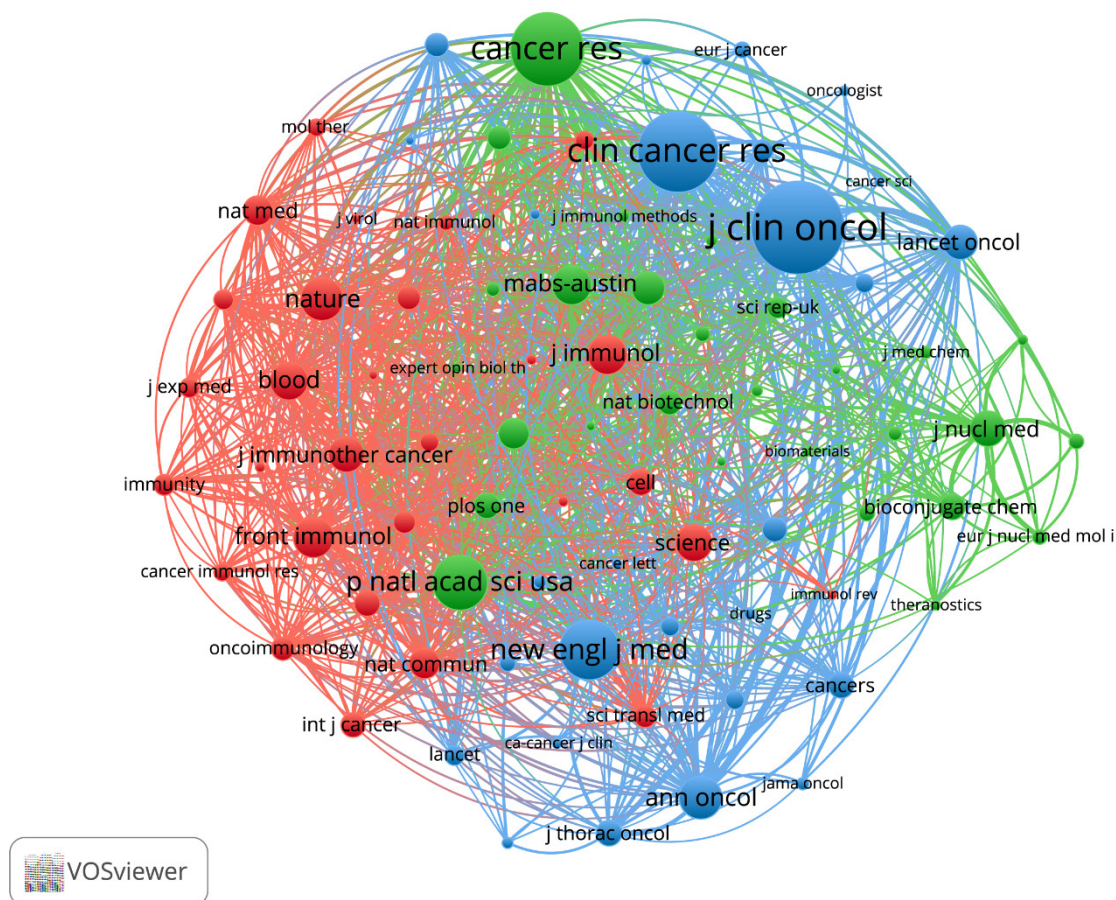 cancer res
eur j cancer
oncologist
mol ther
clin cancer res
cancer sci
nat med
j virol
nat immunol
j immunol methods
j clin oncol
lancet oncol
mabs-austin
nature
sci rep-uk
j immunol
j med chem
expert opin biol th
j exp med
blood
nat biotechnol
j nucl med
j immunother cancer
biomaterials
immunity
cell
plos one
bioconjugate chem
front immunol
science
eur j nucl med mol i
cancer immunol res
p natl acad sci usa
cancer lett
immunol rev
theranostics
drugs
oncoimmunology
new engl j med
nat commun
cancers
int j cancer
sci transl med
lancet
ca-cancer j clin
jama oncol
ann oncol
j thorac oncol
VOSviewer